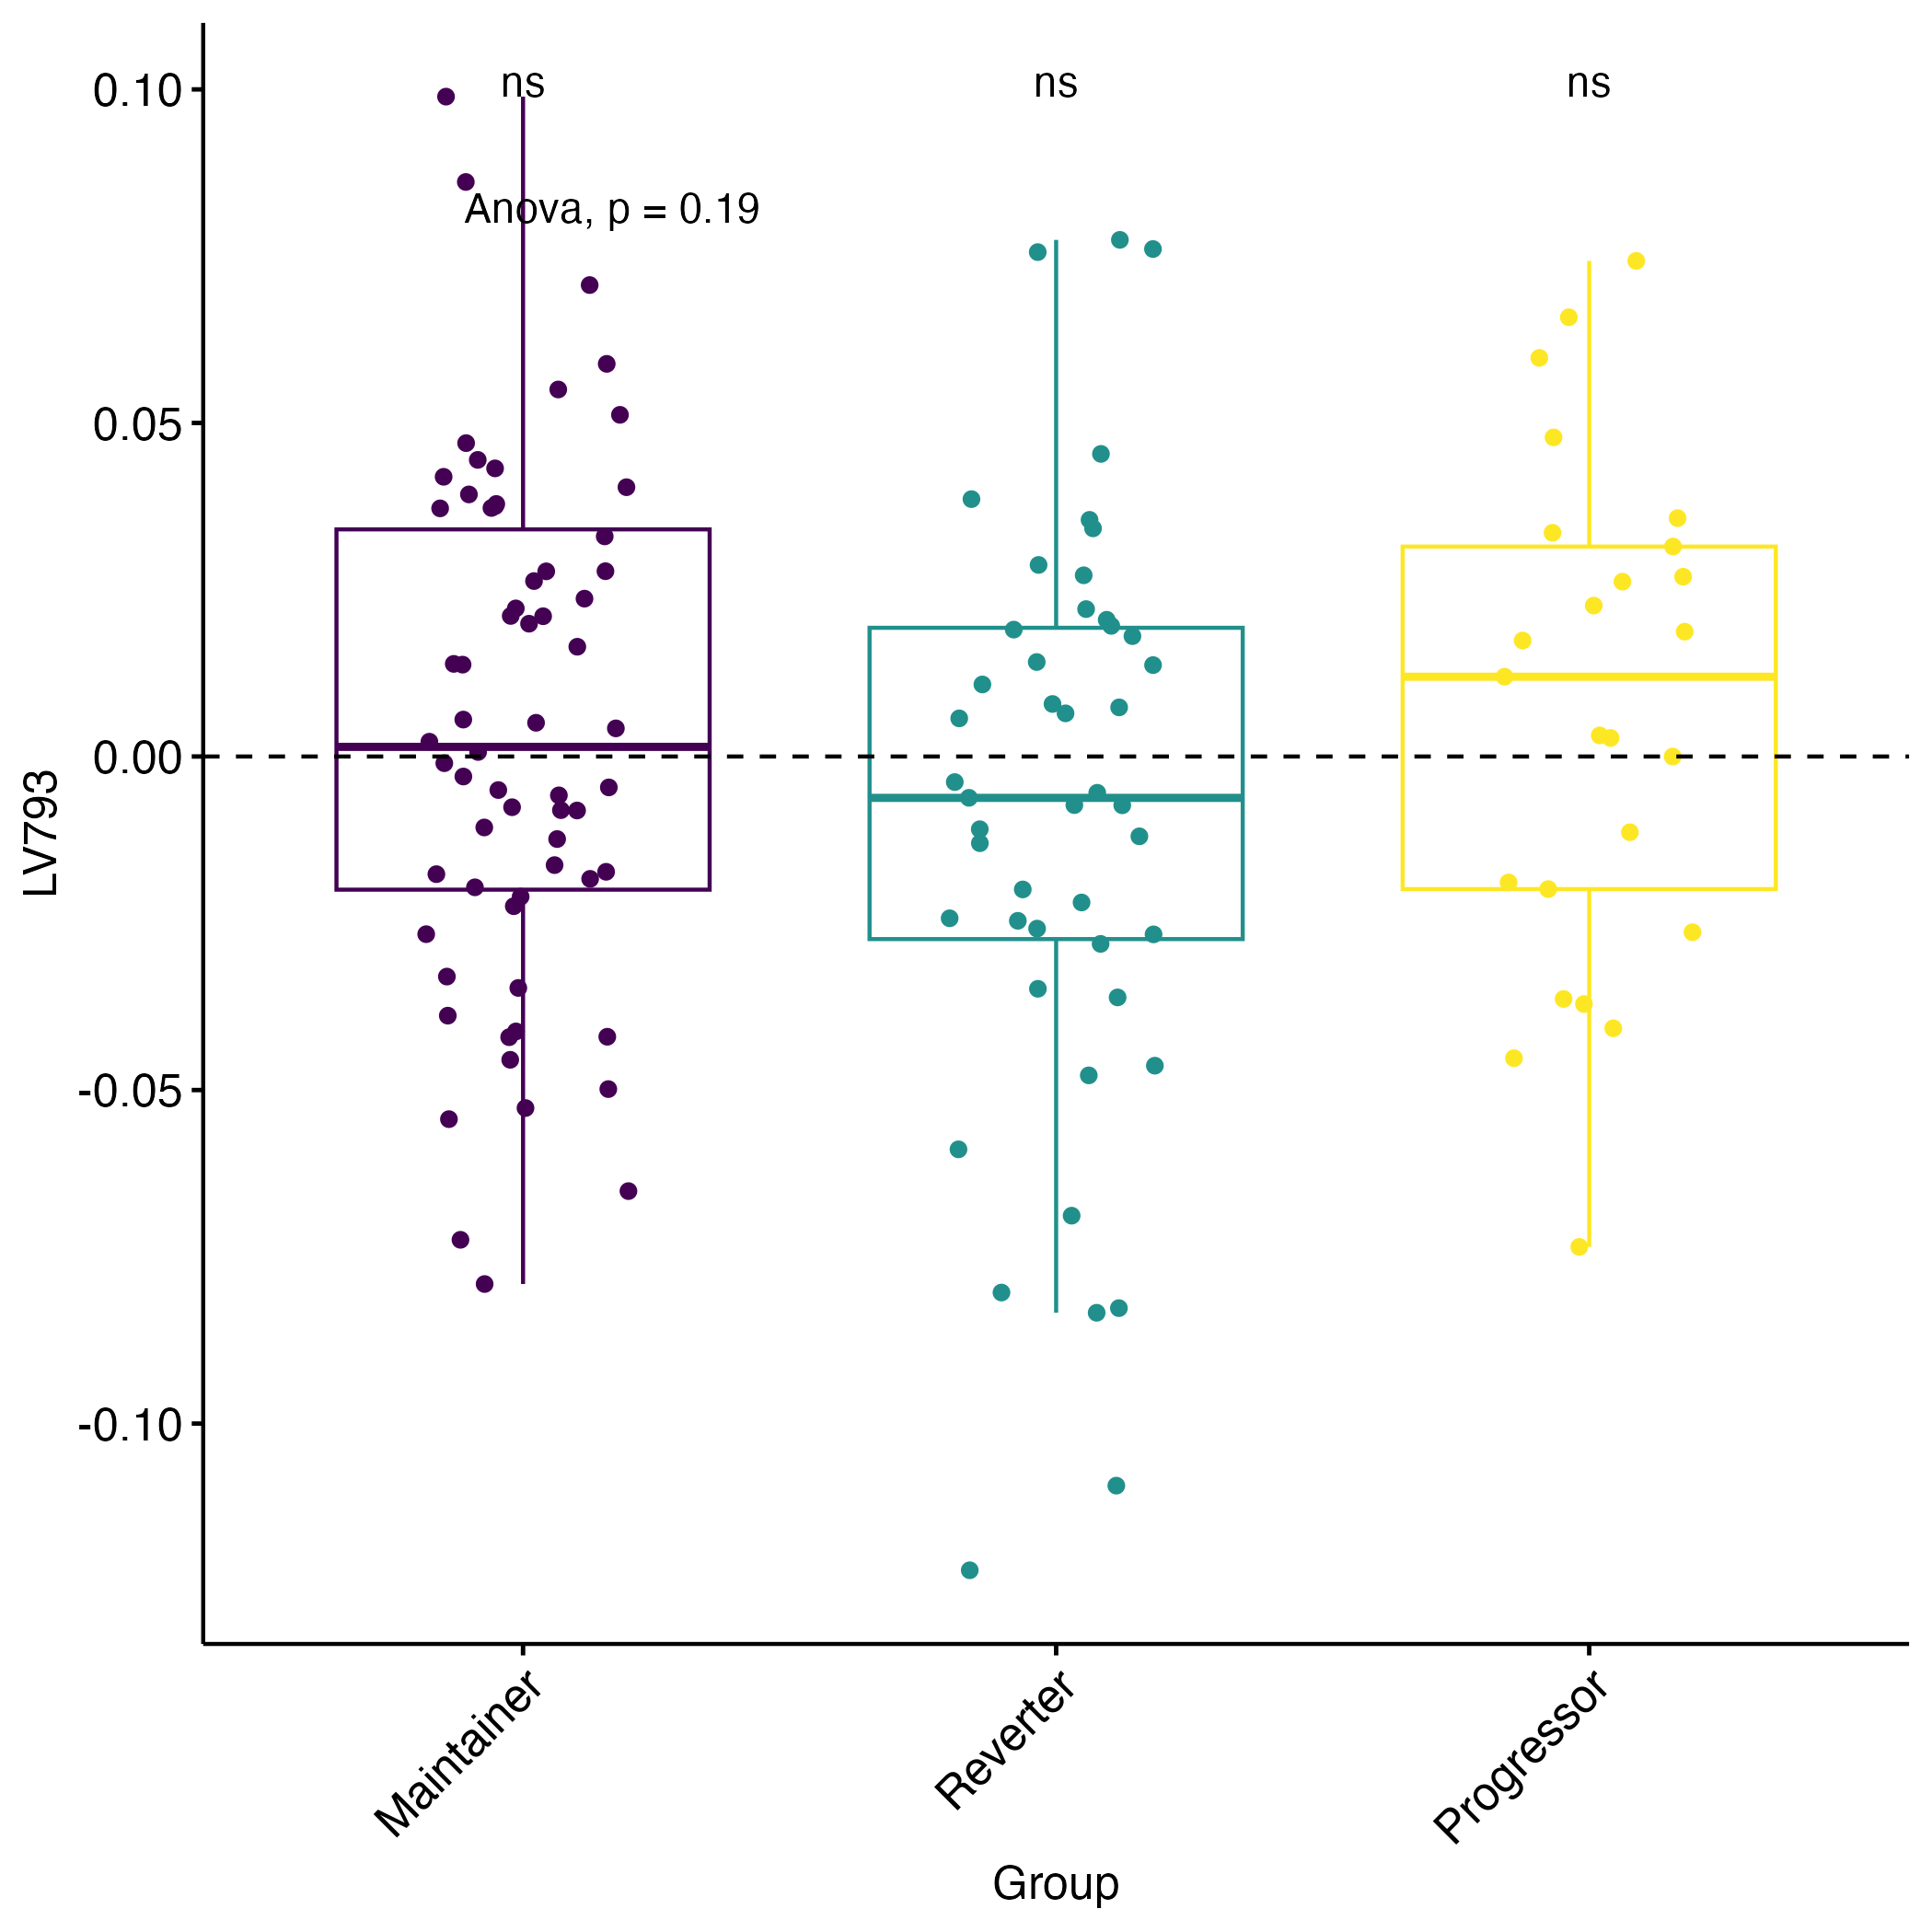 ns ns ns
Anova, p = 0.19
0.10
0.05
0.00
-0.05
-0.10
LV793
Maintainer
Reverter
Progressor
Group